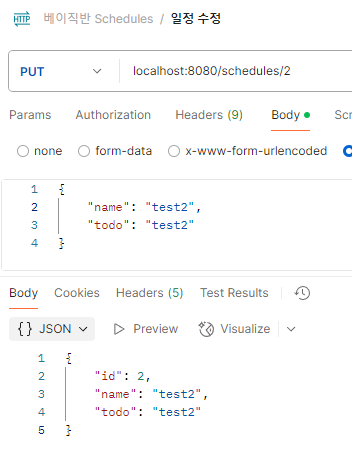 HTTP 베이직반 Schedules / 일정 수정
PUT localhost:8080/schedules/2
Params Authorization Headers (9) Body Scr
none form-data x-www-form-urlencoded
1 {
2 "name": "test2",
3 "todo": "test2"
4 }
Body Cookies Headers (5) Test Results
{} JSON Preview Visualize
1 {
2 "id": 2,
3 "name": "test2",
4 "todo": "test2"
5 }